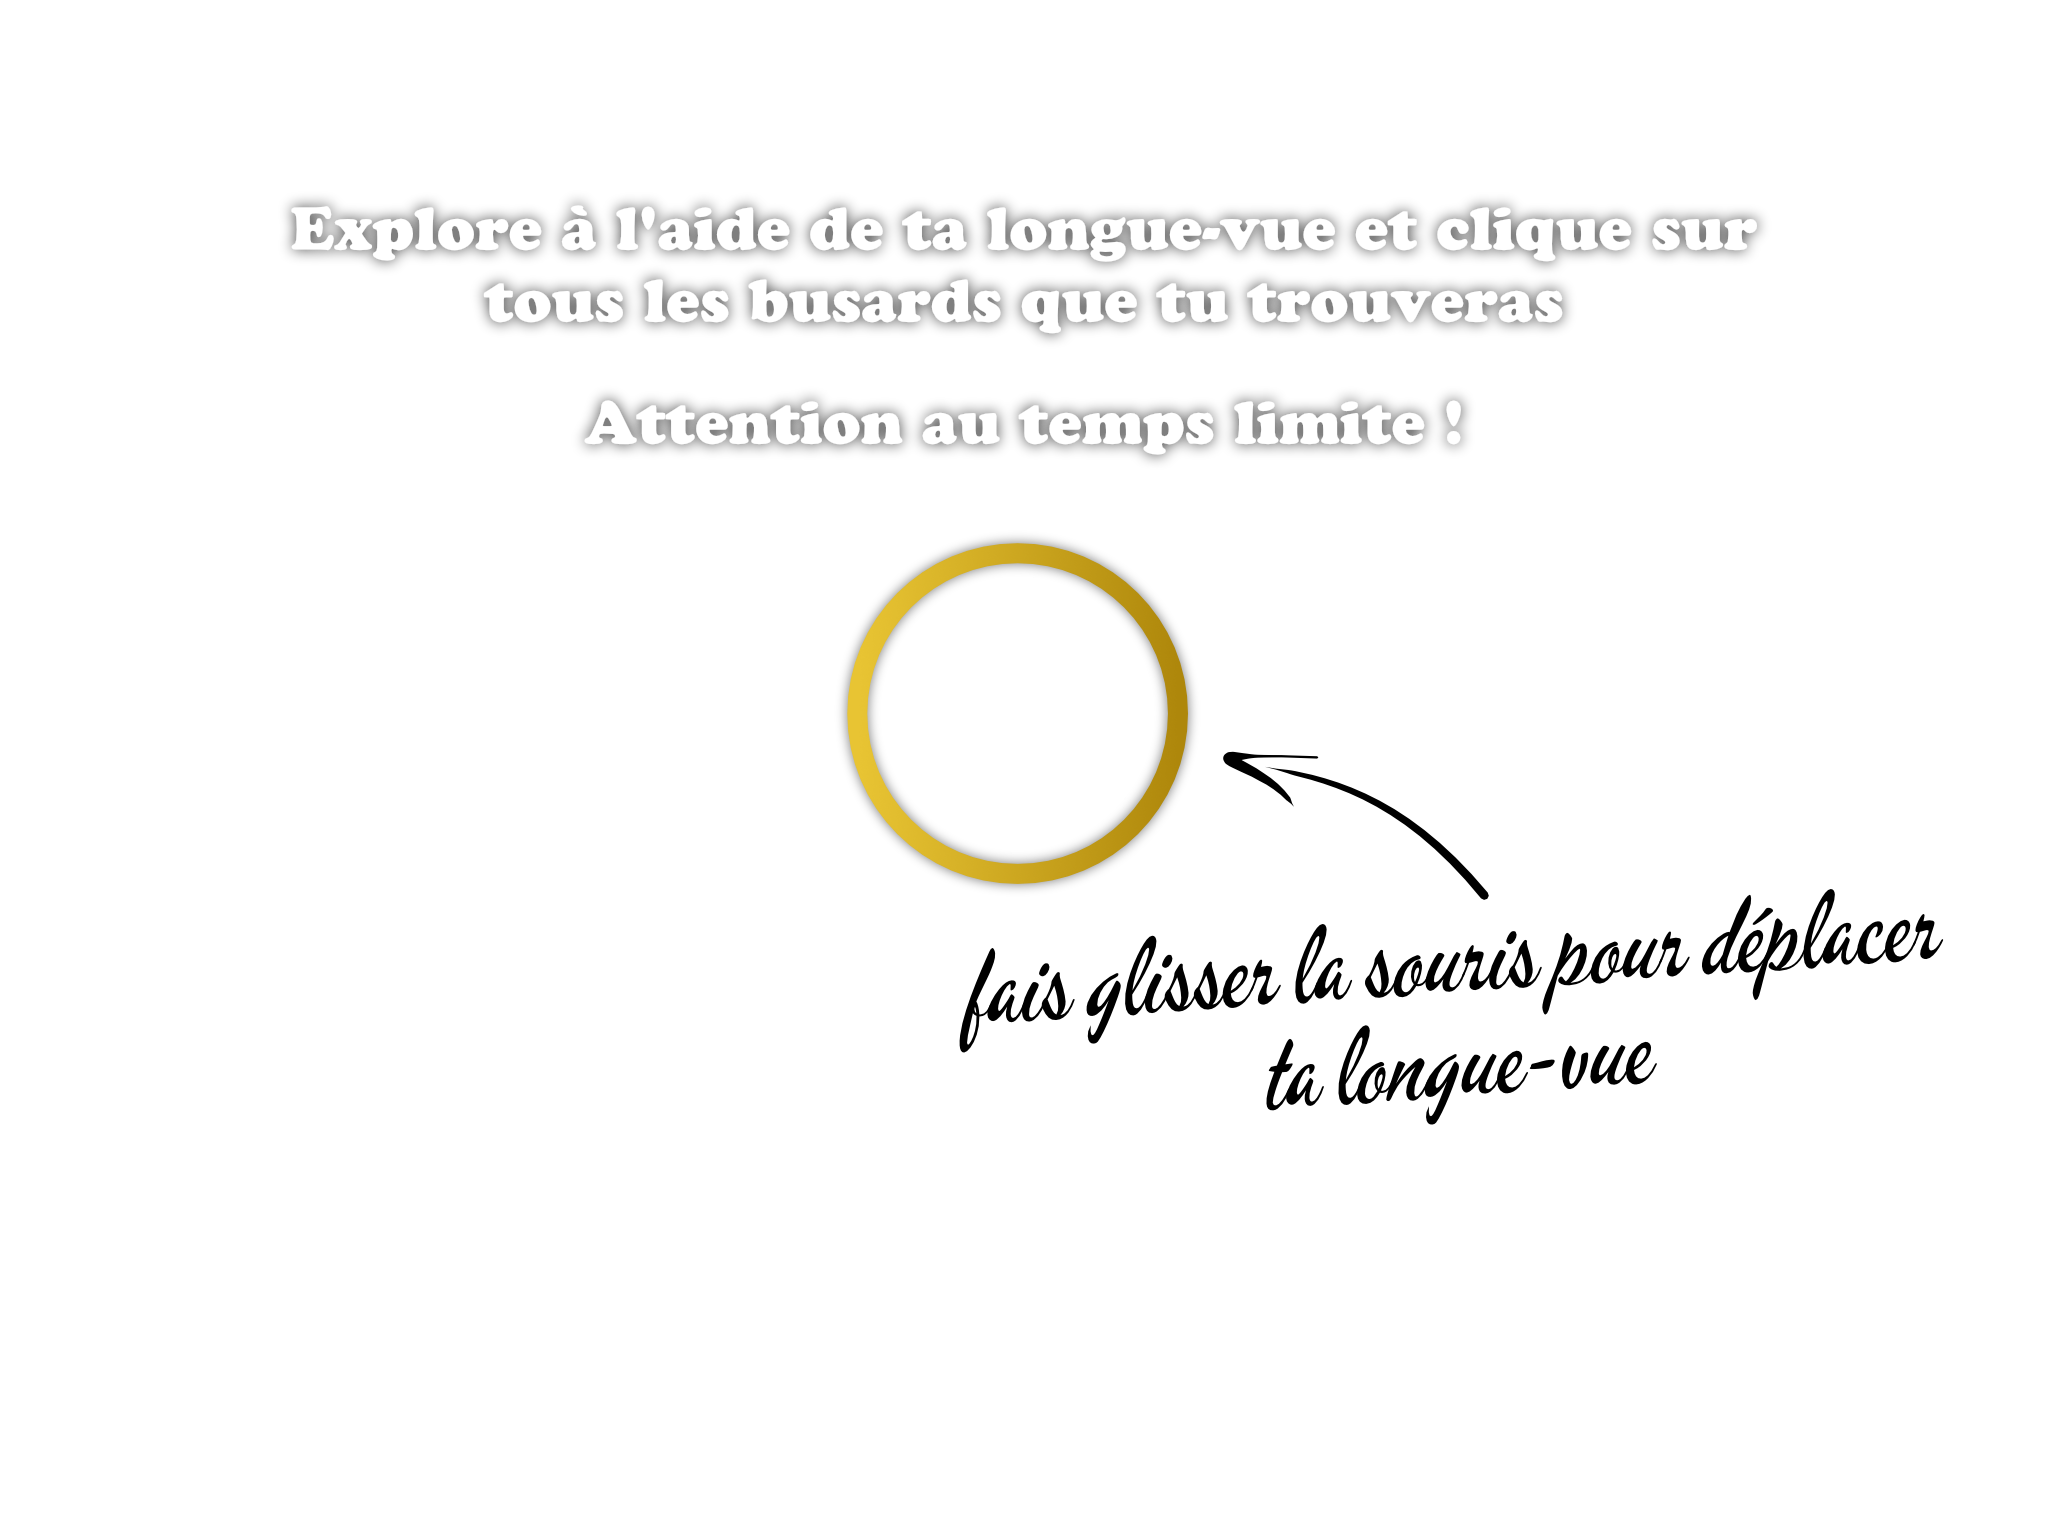 Explore à l'aide de ta longue-vue et clique sur
tous les busards que tu trouveras
Attention au temps limite !
fais glisser la souris pour déplacer
ta longue-vue